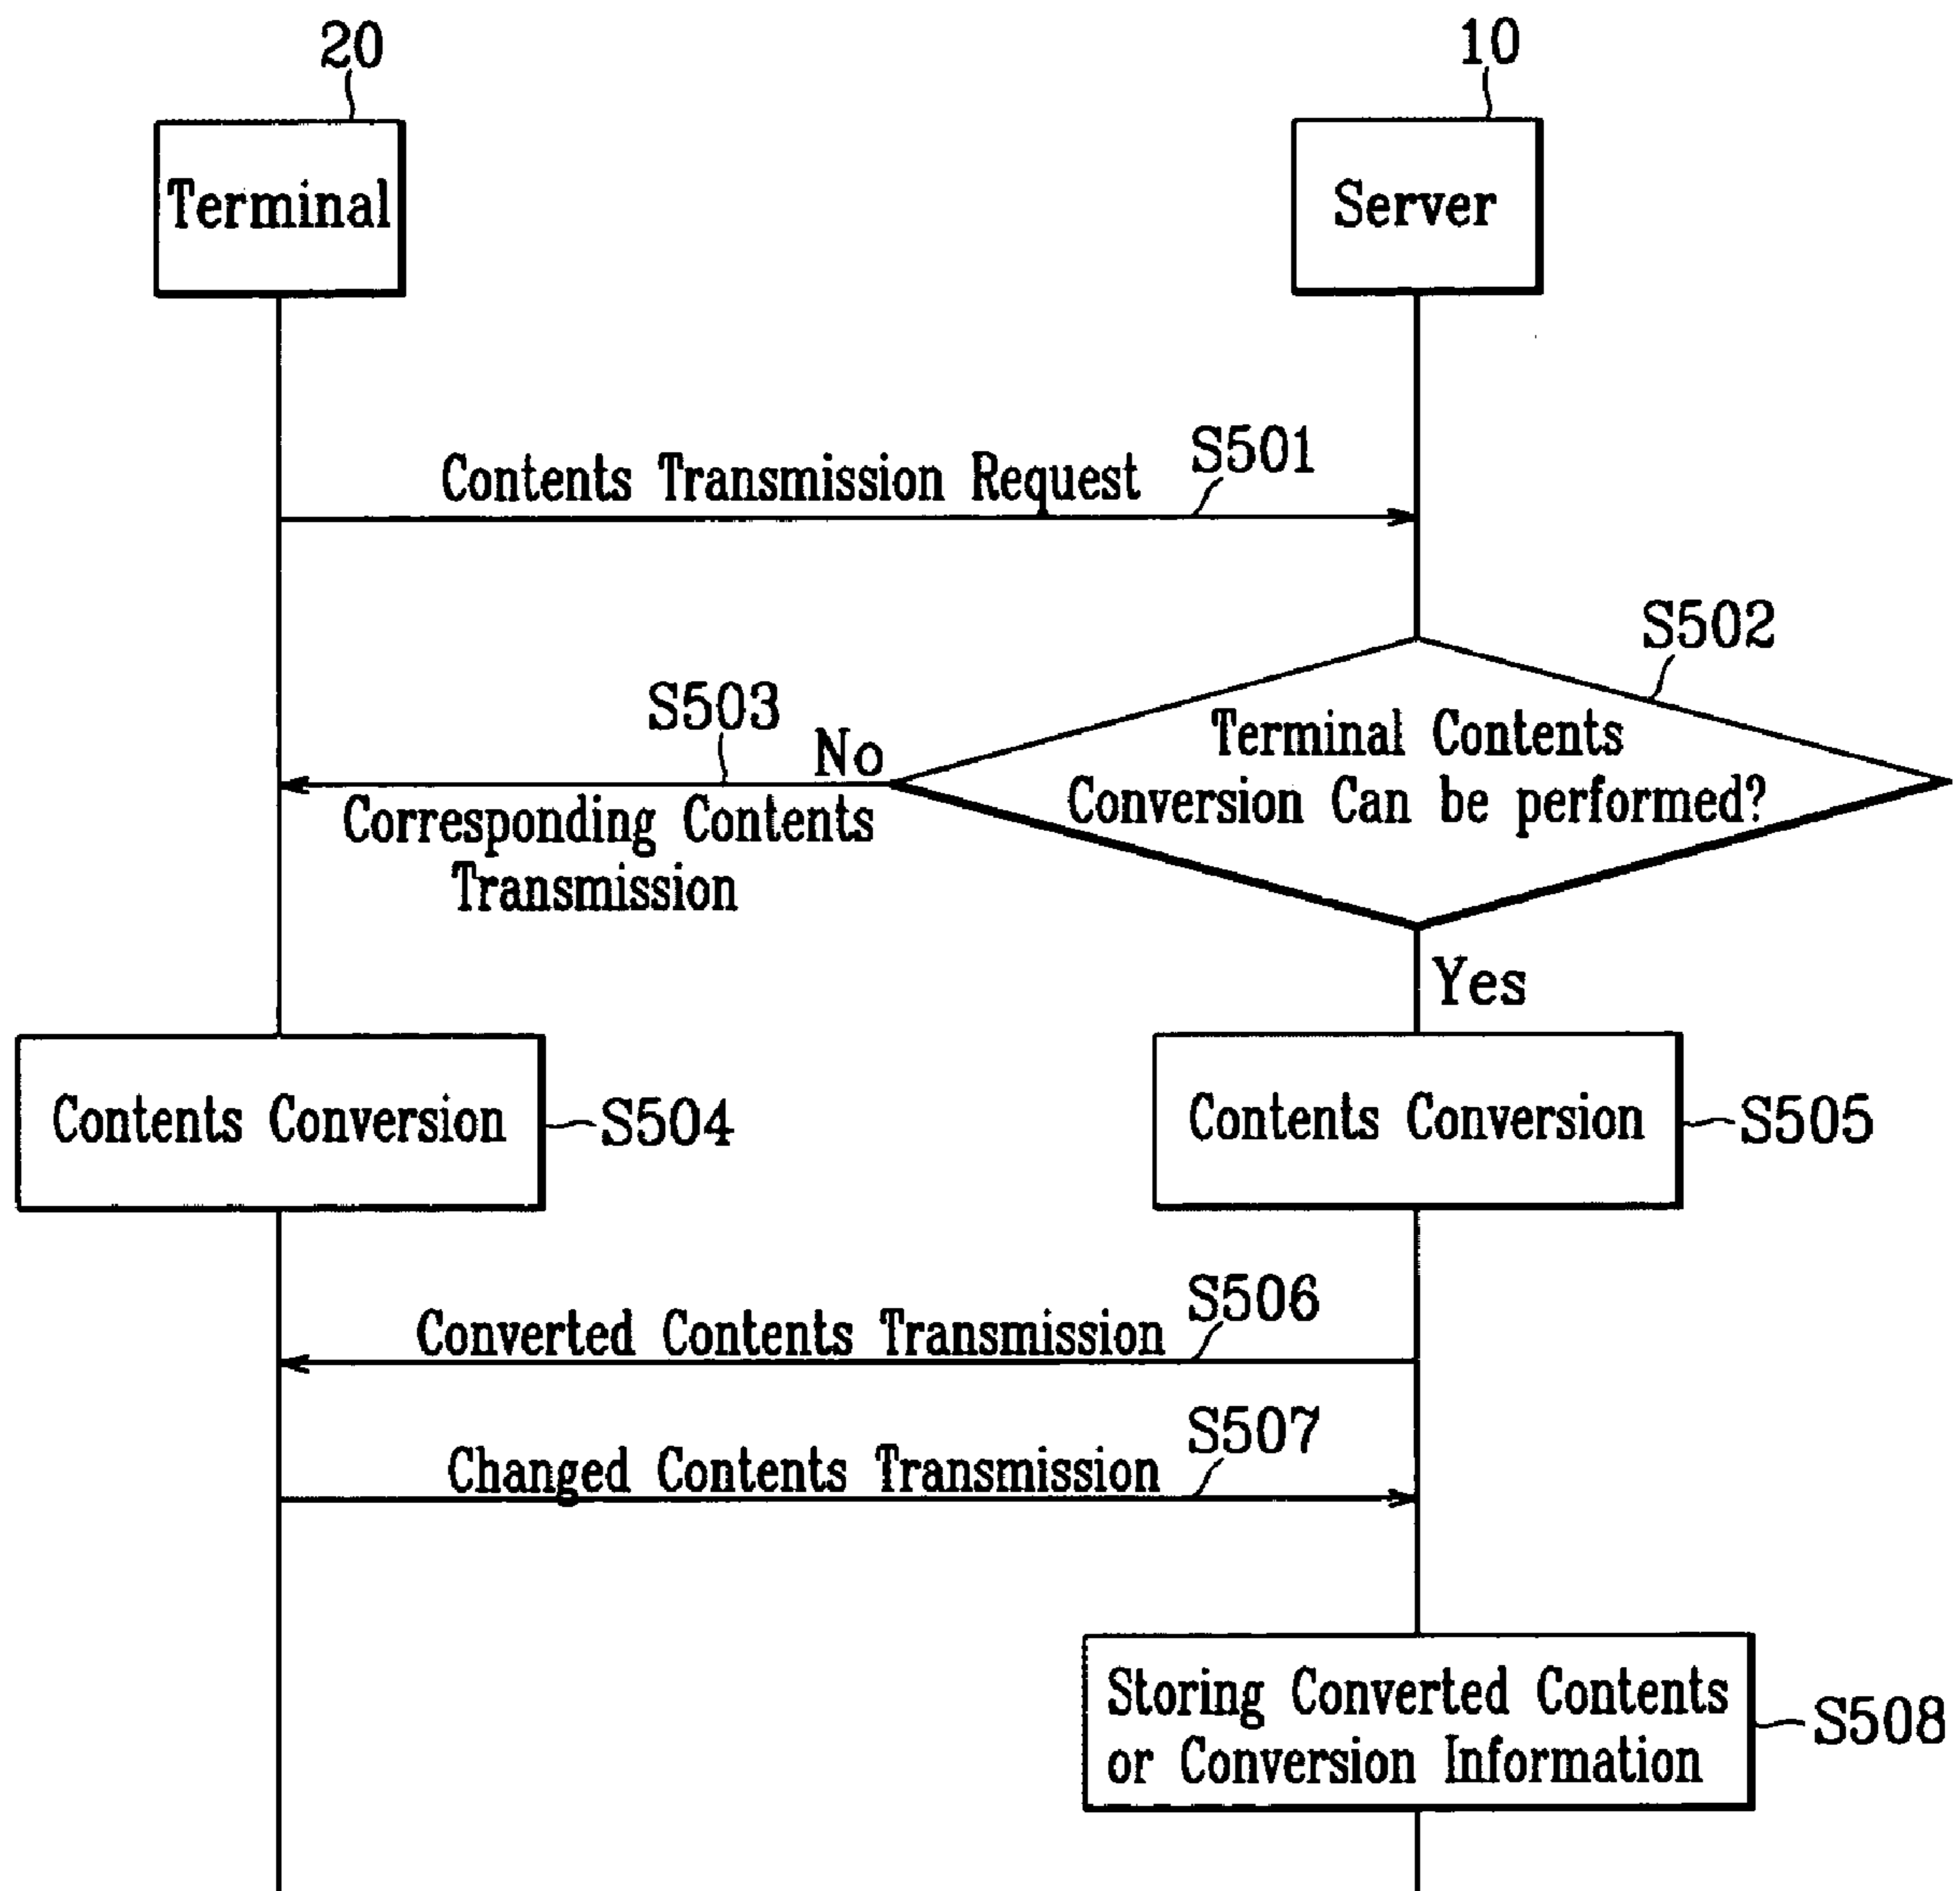 20
10
Terminal
Server
S501
Contents Transmission Request
S502
S503
No
Terminal Contents
Conversion Can be performed?
Corresponding Contents
Transmission
Yes
Contents Conversion
S504
Contents Conversion
S505
S506
Converted Contents Transmission
S507
Changed Contents Transmission
Storing Converted Contents
or Conversion Information
S508